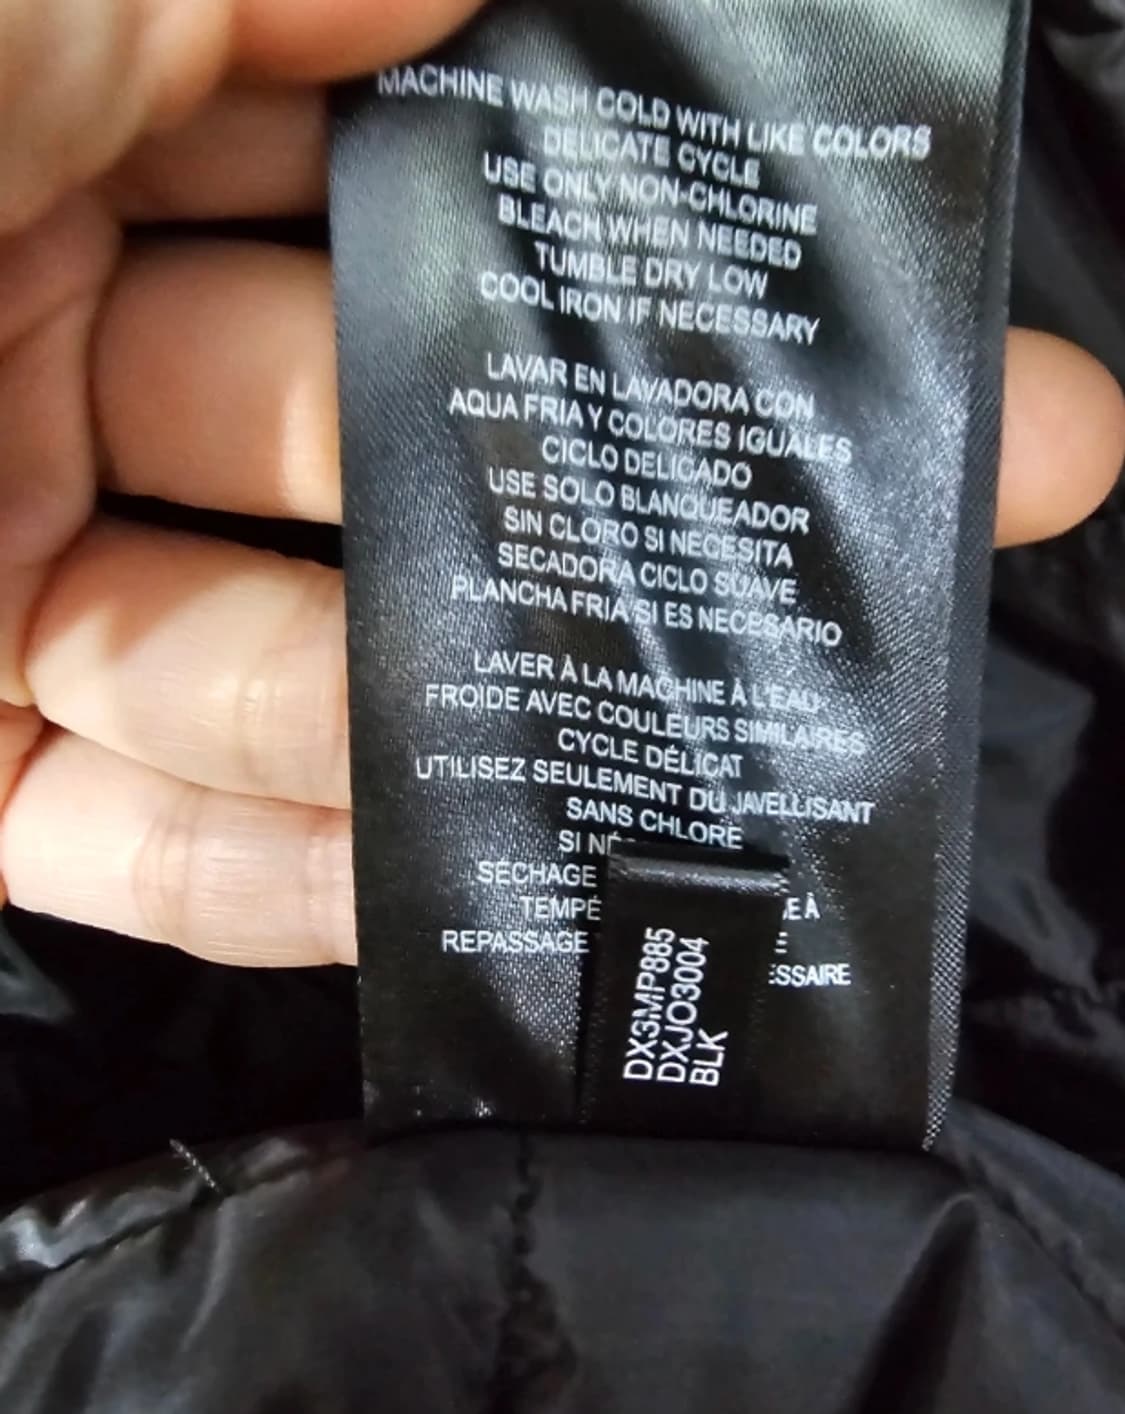 MACHINE WASH COLD WITH LIKE COLORS
DELICATE CYCLE
USE ONLY NON-CHLORINE
BLEACH WHEN NEEDED
TUMBLE DRY LOW
COOL IRON IF NECESSARY
LAVAR EN LAVADORA CON
AQUA FRIA Y COLORES IGUALES
CICLO DELICADO
USE SOLO BLANQUEADOR
SIN CLORO SI NECESITA
SECADORA CICLO SUAVE
PLANCHA FRIA SI ES NECESARIO
LAVER À LA MACHINE À L'EAU
FROIDE AVEC COULEURS SIMILAIRES
CYCLE DÉLICAT
UTILISEZ SEULEMENT DU JAVELLISANT
SANS CHLORE
SI
SÉCHAGE
À
REPASSAGE
DX3MP885
DXJO3004
BLK